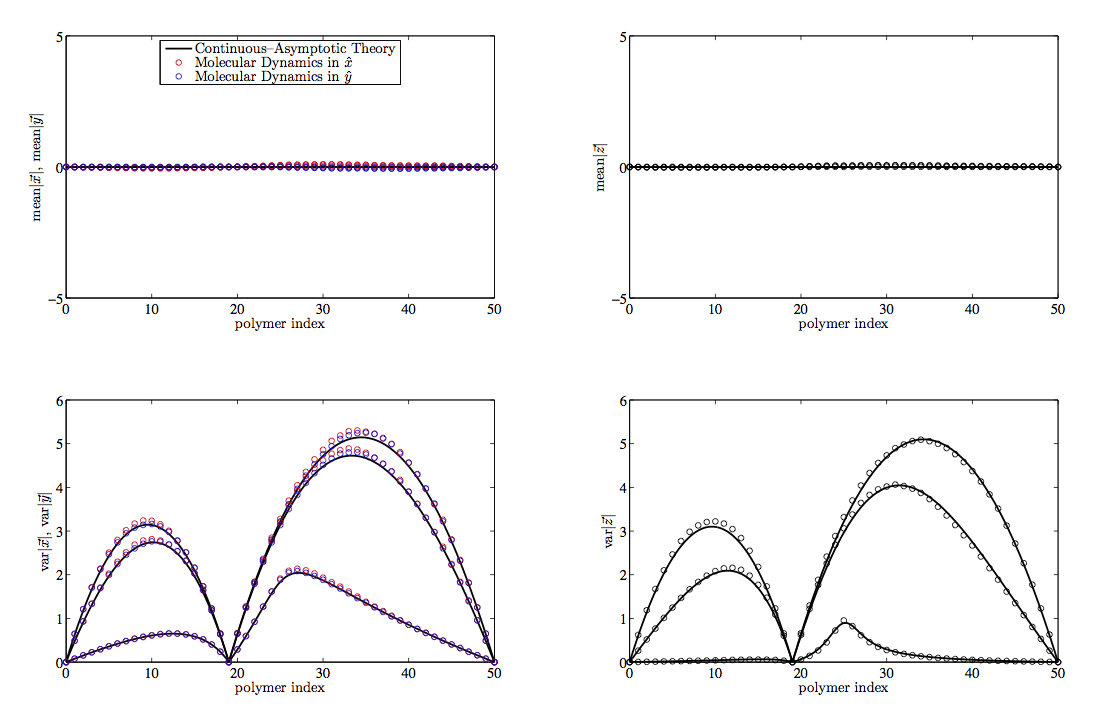 5
Continuous–Asymptotic Theory
Molecular Dynamics in x̂
Molecular Dynamics in ŷ
mean|x⃗|, mean|y⃗|
0
−5
0 10 20 30 40 50
polymer index
5
mean|z⃗|
0
−5
0 10 20 30 40 50
polymer index
6
5
4
3
2
1
0
var|x⃗|, var|y⃗|
0 10 20 30 40 50
polymer index
6
5
4
3
2
1
0
var|z⃗|
0 10 20 30 40 50
polymer index